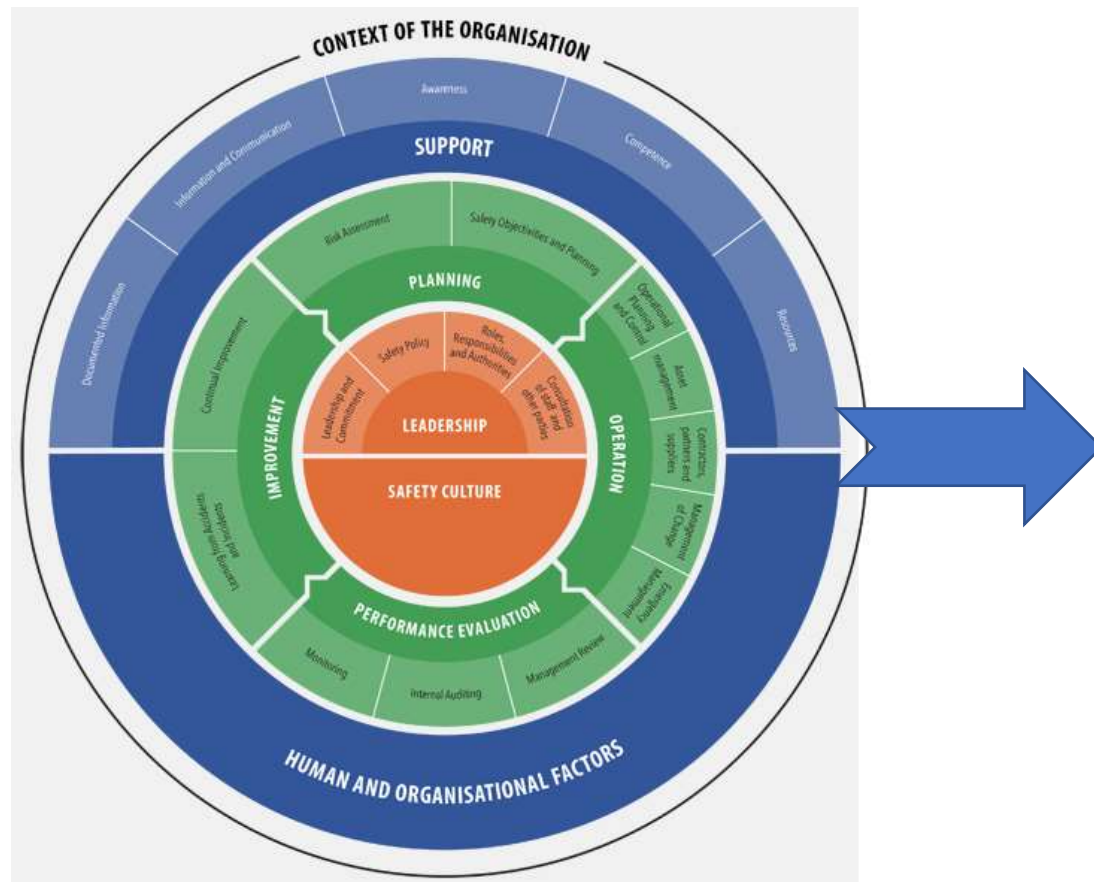 CONTEXT OF THE ORGANISATION
Awareness
Information and Communication
Competence
SUPPORT
Documented Information
Resources
Risk Assessment
Safety Objectivities and Planning
PLANNING
Continual Improvement
Operational
Planning
and Control
Safety Policy
Roles,
Responsibilities
and Authorities
Leadership and
Commitment
Consultation
of staff and
other parties
Asset
management
LEADERSHIP
IMPROVEMENT
OPERATION
Contractors,
partners and
suppliers
SAFETY CULTURE
Learning from Accidents
and Incidents
Management
of Change
Emergency
Management
PERFORMANCE EVALUATION
Monitoring
Internal Auditing
Management Review
HUMAN AND ORGANISATIONAL FACTORS